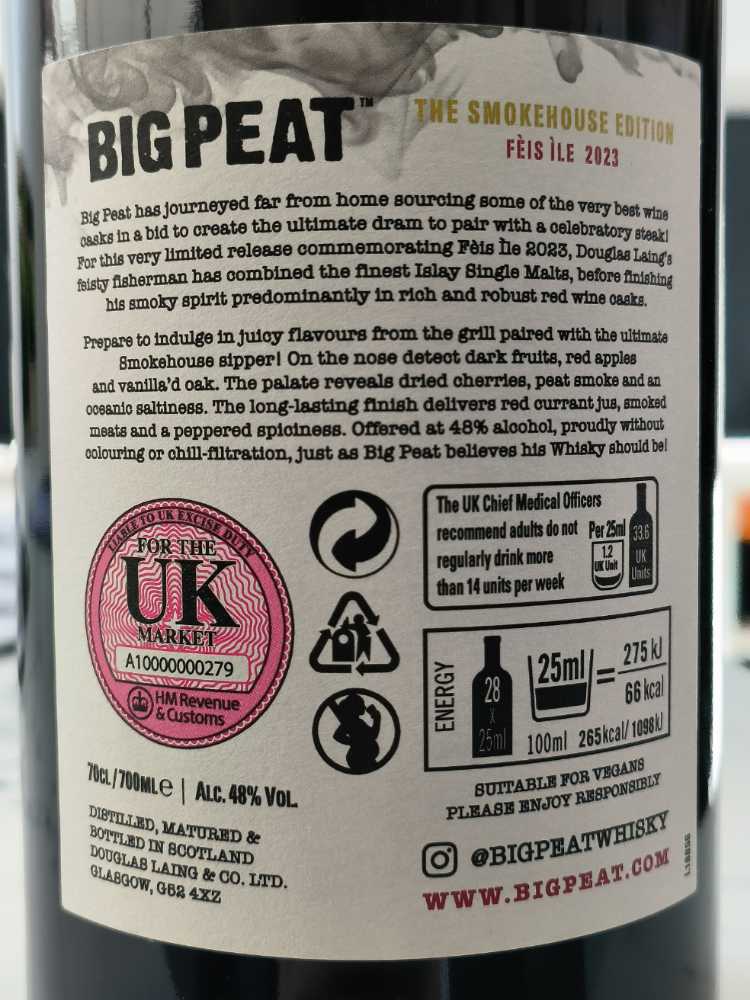 BIG PEAT™
THE SMOKEHOUSE EDITION
FÈIS ÌLE 2023
Big Peat has journeyed far from home sourcing some of the very best wine
casks in a bid to create the ultimate dram to pair with a celebratory steak!
For this very limited release commemorating Fèis Ìle 2023, Douglas Laing's
feisty fisherman has combined the finest Islay Single Malts, before finishing
his smoky spirit predominantly in rich and robust red wine casks.
Prepare to indulge in juicy flavours from the grill paired with the ultimate
Smokehouse sipper! On the nose detect dark fruits, red apples
and vanilla'd oak. The palate reveals dried cherries, peat smoke and an
oceanic saltiness. The long-lasting finish delivers red currant jus, smoked
meats and a peppered spiciness. Offered at 48% alcohol, proudly without
colouring or chill-filtration, just as Big Peat believes his Whisky should be!
LIABLE TO UK EXCISE DUTY
FOR THE
UK
MARKET
A10000000279
HM Revenue
& Customs
The UK Chief Medical Officers
recommend adults do not
regularly drink more
than 14 units per week
Per 25ml
1.2
UK Unit
33.6
UK
Units
ENERGY
28
x
25ml
25ml
=
275 kJ
66 kcal
100ml 265kcal/1098kJ
70CL/700ML℮ | ALC. 48% VOL.
SUITABLE FOR VEGANS
PLEASE ENJOY RESPONSIBLY
DISTILLED, MATURED &
BOTTLED IN SCOTLAND
DOUGLAS LAING & CO. LTD.
GLASGOW, G52 4XZ
@BIGPEATWHISKY
WWW.BIGPEAT.COM